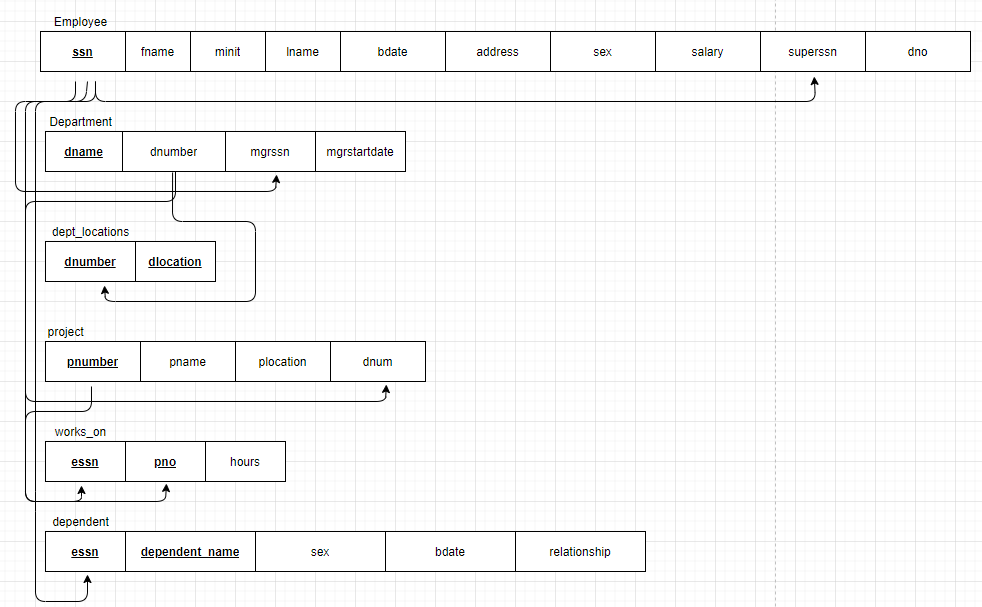 Employee
ssn fname minit lname bdate address sex salary superssn dno
Department
dname dnumber mgrssn mgrstartdate
dept_locations
dnumber dlocation
project
pnumber pname plocation dnum
works_on
essn pno hours
dependent
essn dependent_name sex bdate relationship